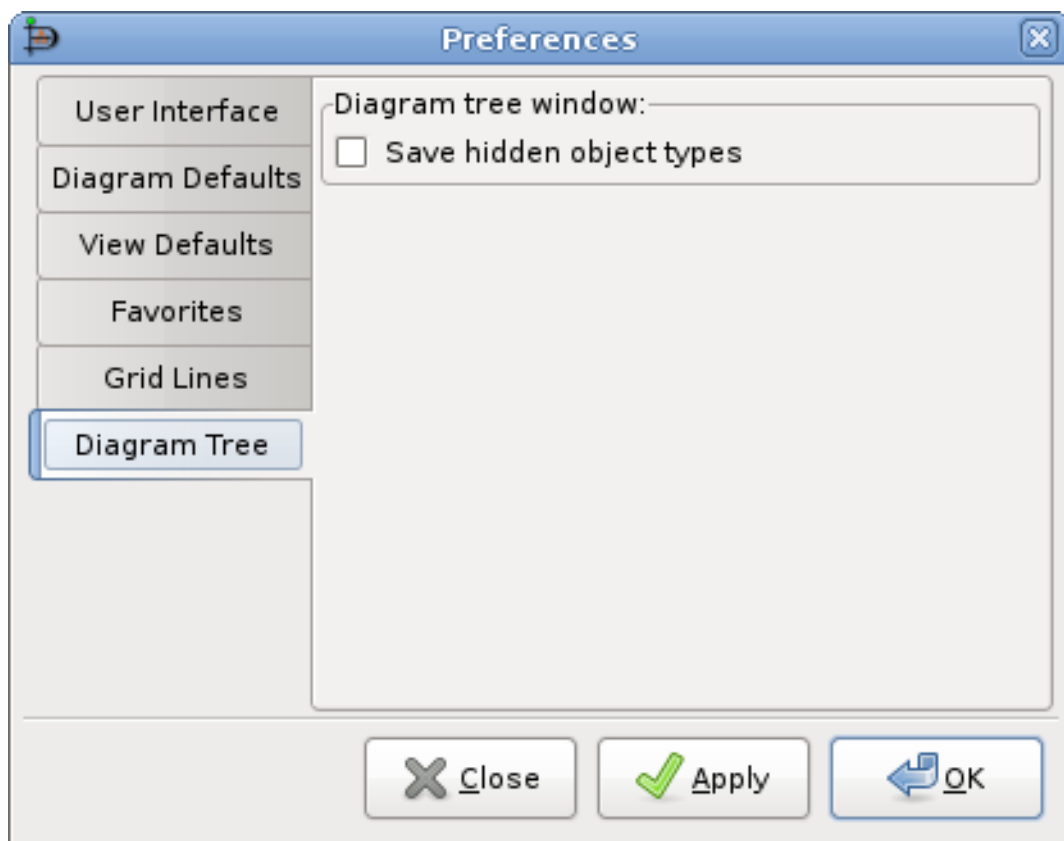 Preferences
User Interface
Diagram Defaults
View Defaults
Favorites
Grid Lines
Diagram Tree
Diagram tree window:
Save hidden object types
Close
Apply
OK